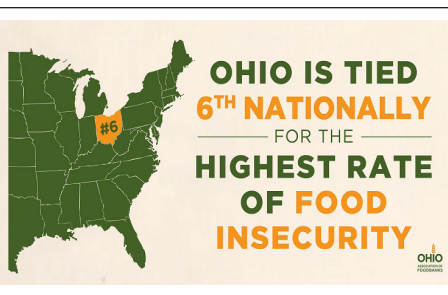 #6
OHIO IS TIED
6TH NATIONALLY
FOR THE
HIGHEST RATE
OF FOOD
INSECURITY
OHIO
ASSOCIATION OF
FOODBANKS